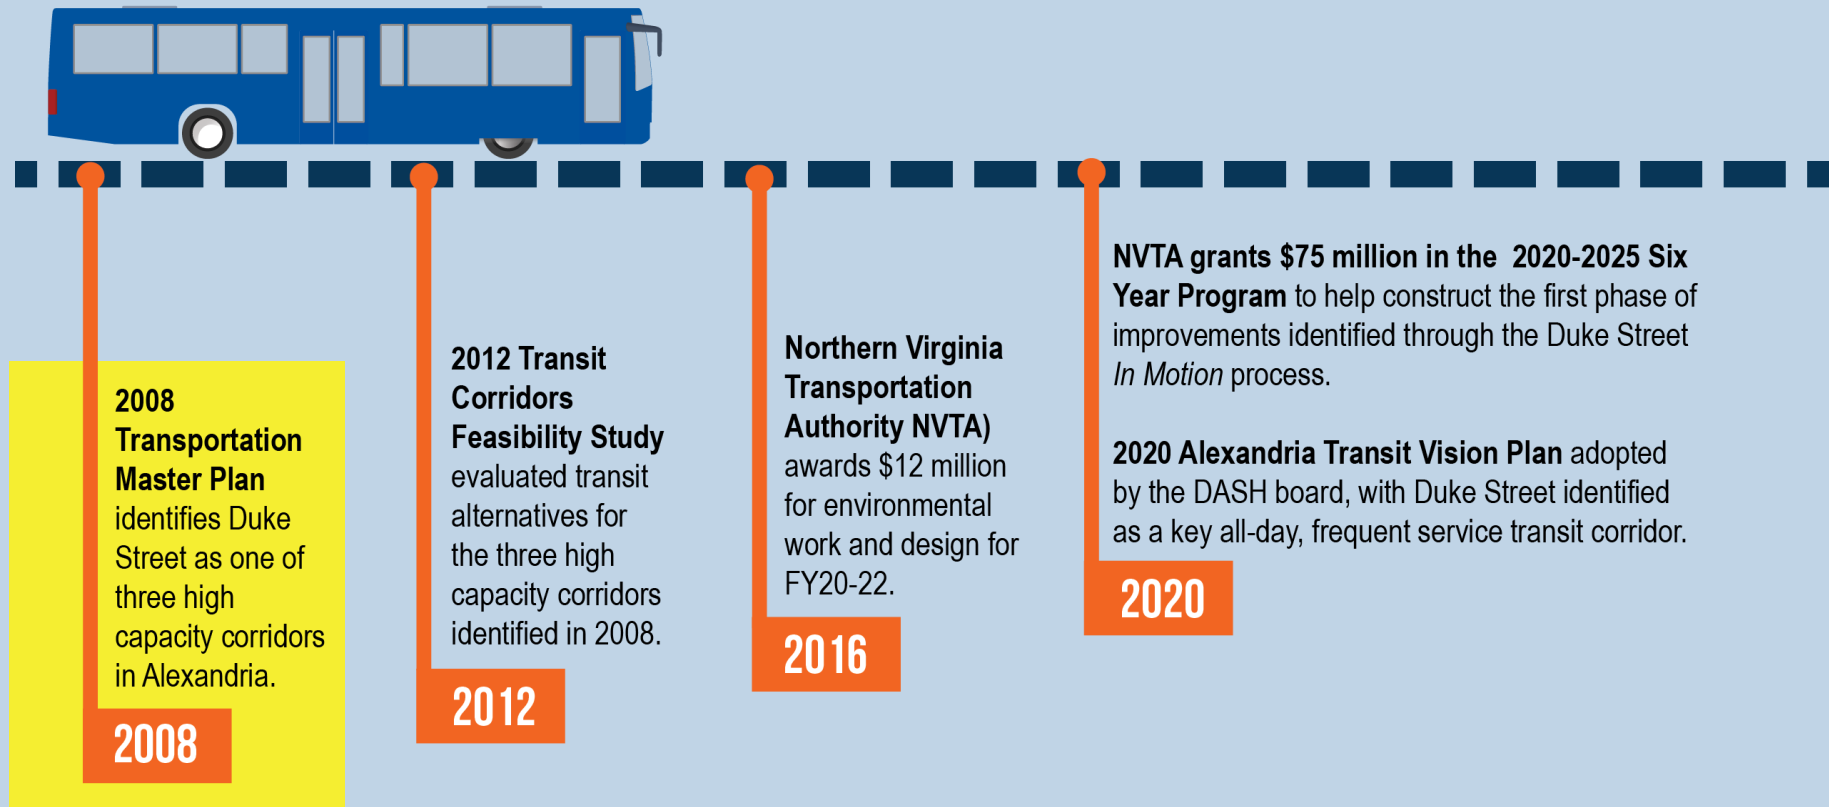 2008
Transportation
Master Plan
identifies Duke
Street as one of
three high
capacity corridors
in Alexandria.
2008
2012 Transit
Corridors
Feasibility Study
evaluated transit
alternatives for
the three high
capacity corridors
identified in 2008.
2012
Northern Virginia
Transportation
Authority NVTA)
awards $12 million
for environmental
work and design for
FY20-22.
2016
NVTA grants $75 million in the 2020-2025 Six
Year Program to help construct the first phase of
improvements identified through the Duke Street
In Motion process.
2020 Alexandria Transit Vision Plan adopted
by the DASH board, with Duke Street identified
as a key all-day, frequent service transit corridor.
2020